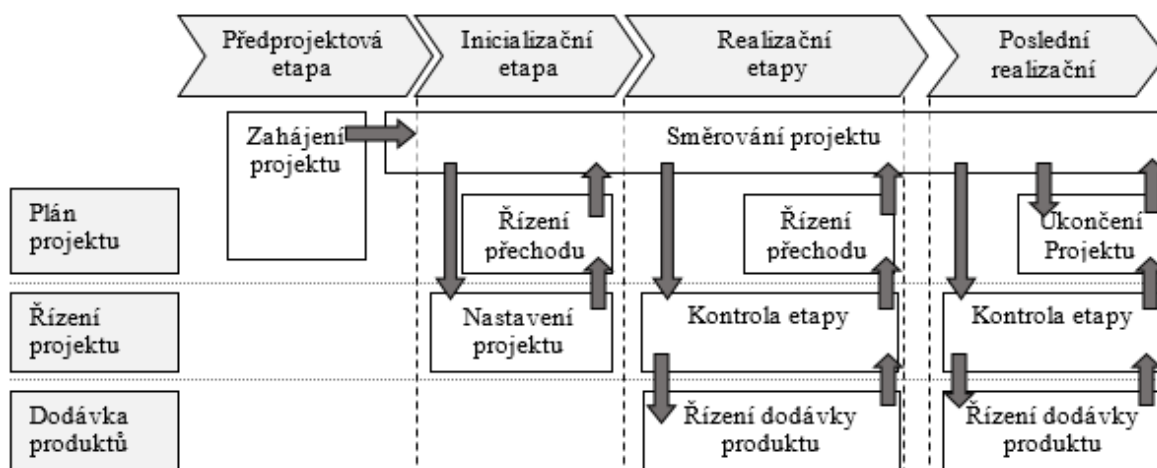 Předprojektová
etapa
Inicializační
etapa
Realizační
etapy
Poslední
realizační
Zahájení
projektu
Směrování projektu
Plán
projektu
Řízení
přechodu
Řízení
přechodu
Ukončení
Projektu
Řízení
projektu
Nastavení
projektu
Kontrola etapy
Kontrola etapy
Dodávka
produktů
Řízení dodávky
produktu
Řízení dodávky
produktu